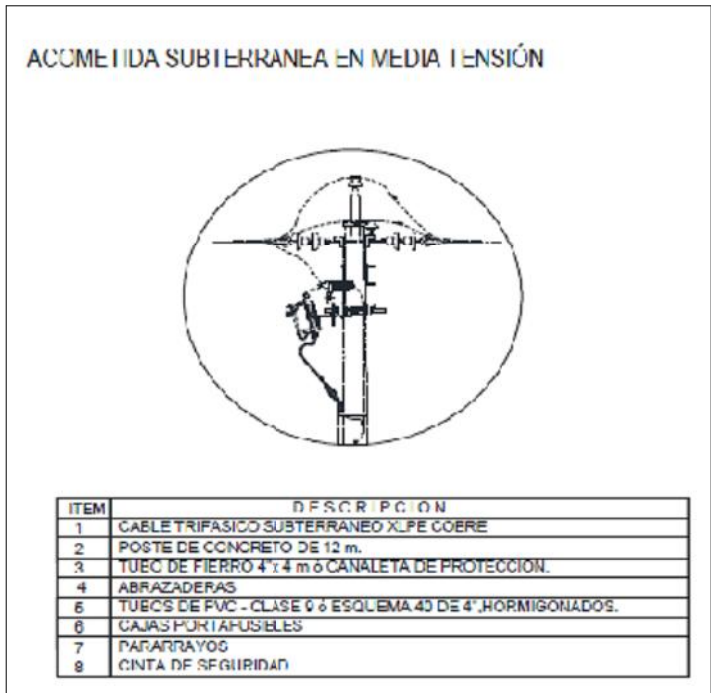 ACOMETIDA SUBTERRANEA EN MEDIA TENSIÓN
ITEM DESCRIPCION
1 CABLE TRIFASICO SUBTERRANEO XLPE COBRE
2 POSTE DE CONCRETO DE 12 m.
3 TUBO DE FIERRO 4"x 4 m ó CANALETA DE PROTECCION.
4 ABRAZADERAS
5 TUBOS DE PVC - CLASE 9 ó ESQUEMA 40 DE 4",HORMIGONADOS.
6 CAJAS PORTAFUSIBLES
7 PARARRAYOS
8 CINTA DE SEGURIDAD